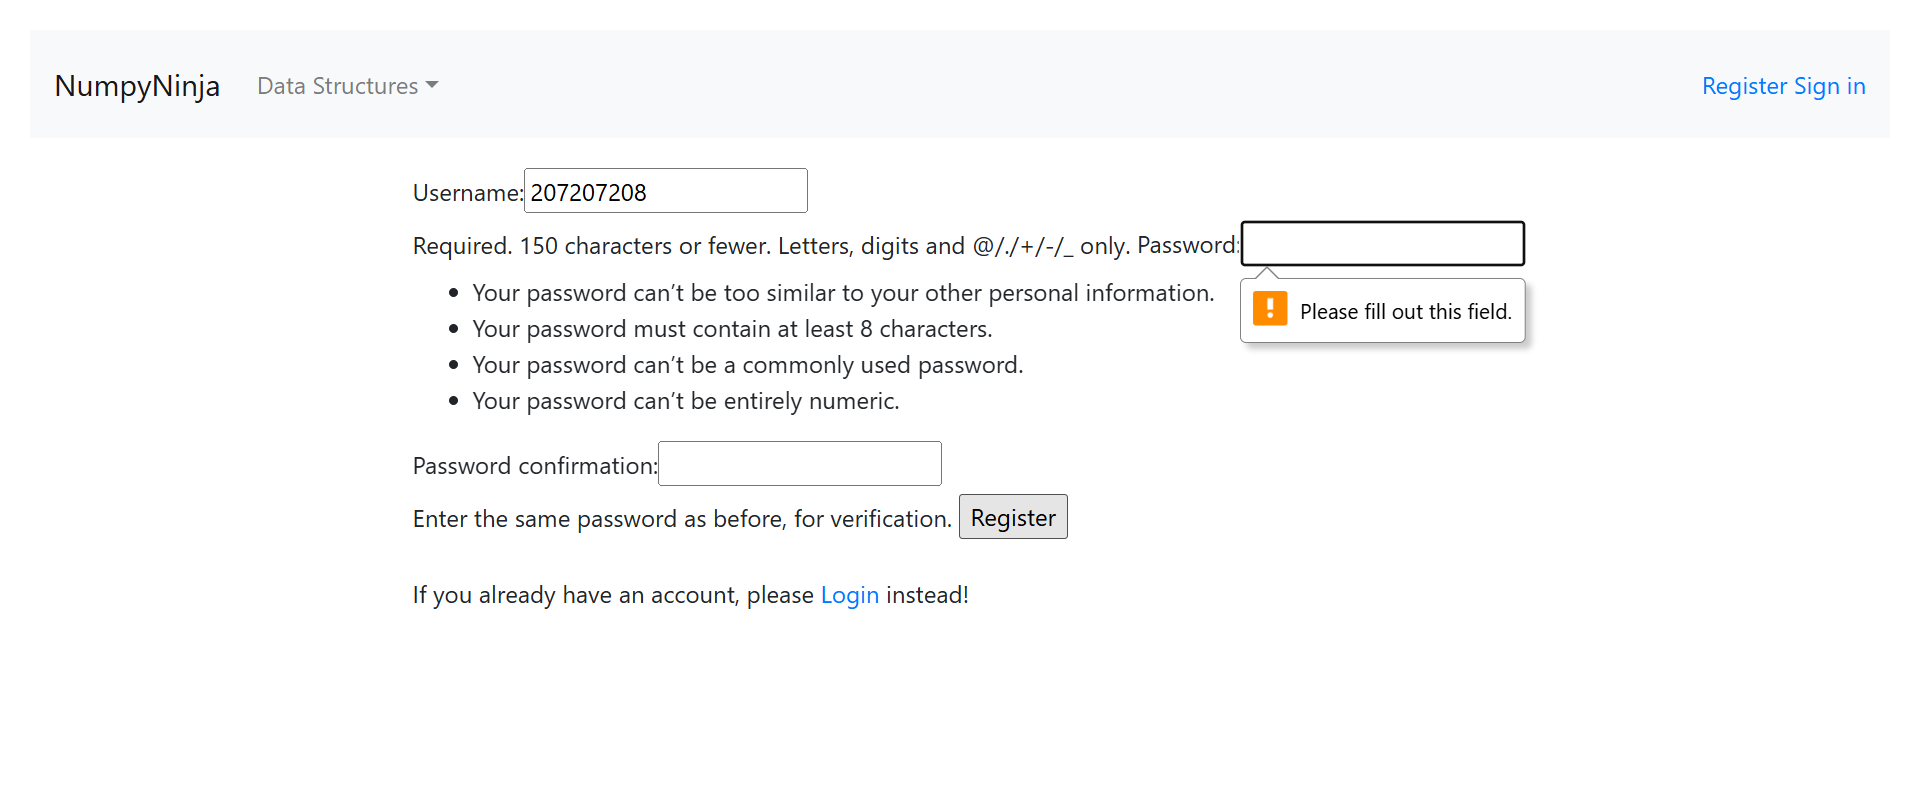 NumpyNinja Data Structures Register Sign in
Username: 207207208
Required. 150 characters or fewer. Letters, digits and @/./+/-/_ only. Password:
Please fill out this field.
• Your password can’t be too similar to your other personal information.
• Your password must contain at least 8 characters.
• Your password can’t be a commonly used password.
• Your password can’t be entirely numeric.
Password confirmation:
Enter the same password as before, for verification. Register
If you already have an account, please Login instead!